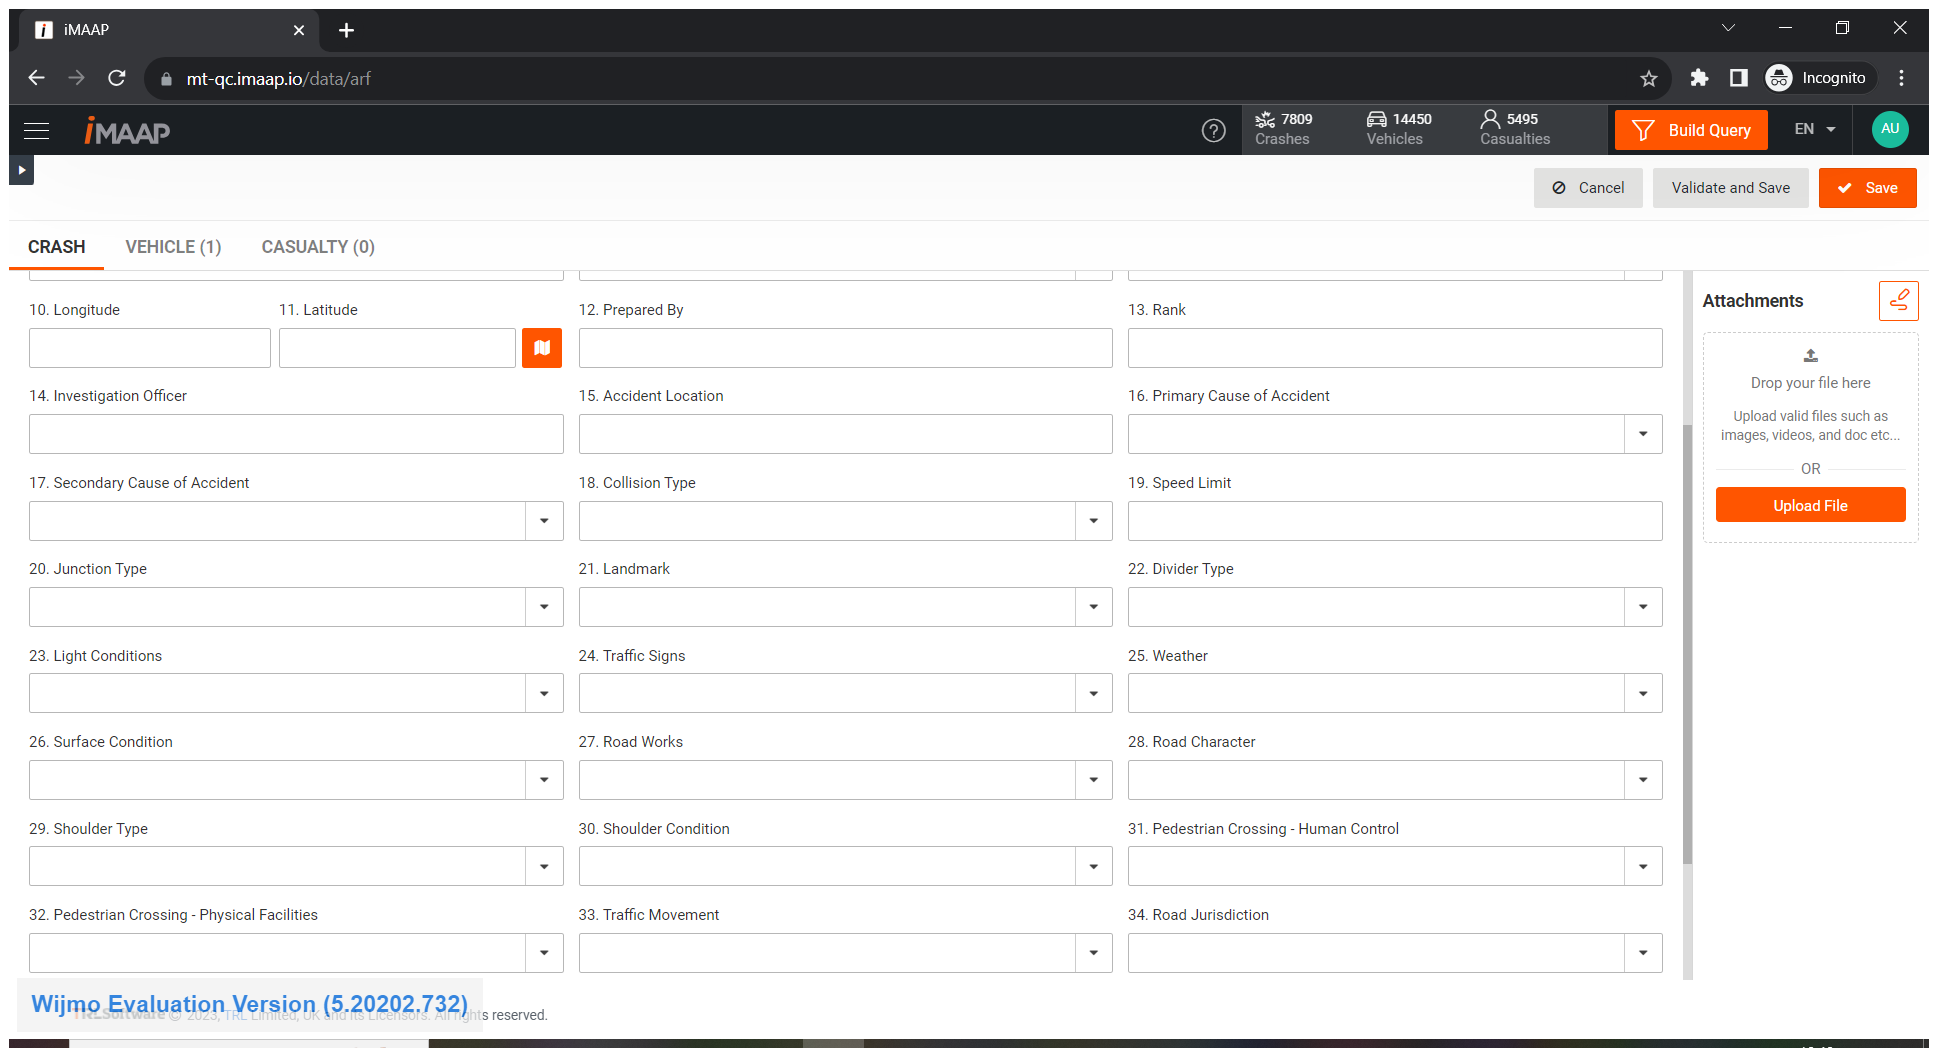 iMAAP
mt-qc.imaap.io/data/arf
Incognito
iMAAP
7809
Crashes
14450
Vehicles
5495
Casualties
Build Query
EN
AU
Cancel
Validate and Save
Save
CRASH
VEHICLE (1)
CASUALTY (0)
10. Longitude
11. Latitude
12. Prepared By
13. Rank
14. Investigation Officer
15. Accident Location
16. Primary Cause of Accident
17. Secondary Cause of Accident
18. Collision Type
19. Speed Limit
20. Junction Type
21. Landmark
22. Divider Type
23. Light Conditions
24. Traffic Signs
25. Weather
26. Surface Condition
27. Road Works
28. Road Character
29. Shoulder Type
30. Shoulder Condition
31. Pedestrian Crossing - Human Control
32. Pedestrian Crossing - Physical Facilities
33. Traffic Movement
34. Road Jurisdiction
Attachments
Drop your file here
Upload valid files such as
images, videos, and doc etc...
OR
Upload File
Wijmo Evaluation Version (5.20202.732)
TRLSoftware © 2023, TRL Limited, UK and its Licensors. All rights reserved.